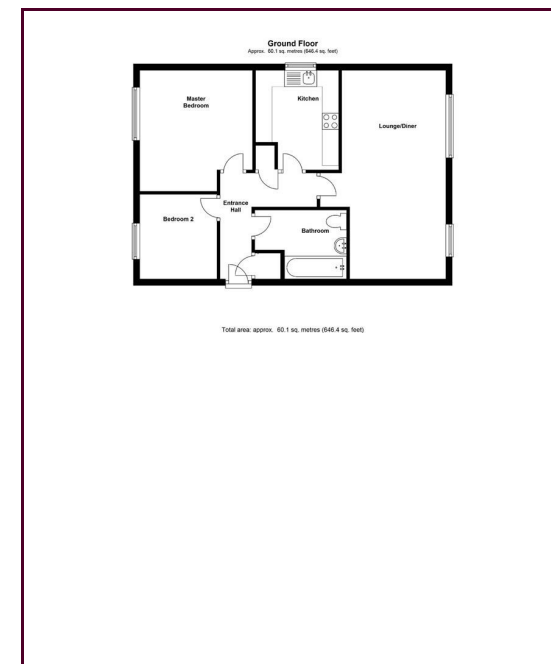 Ground Floor
Approx. 60.1 sq. metres (646.4 sq. feet)
Master
Bedroom
Kitchen
Lounge/Diner
Bedroom 2
Entrance
Hall
Bathroom
Total area: approx. 60.1 sq. metres (646.4 sq. feet)